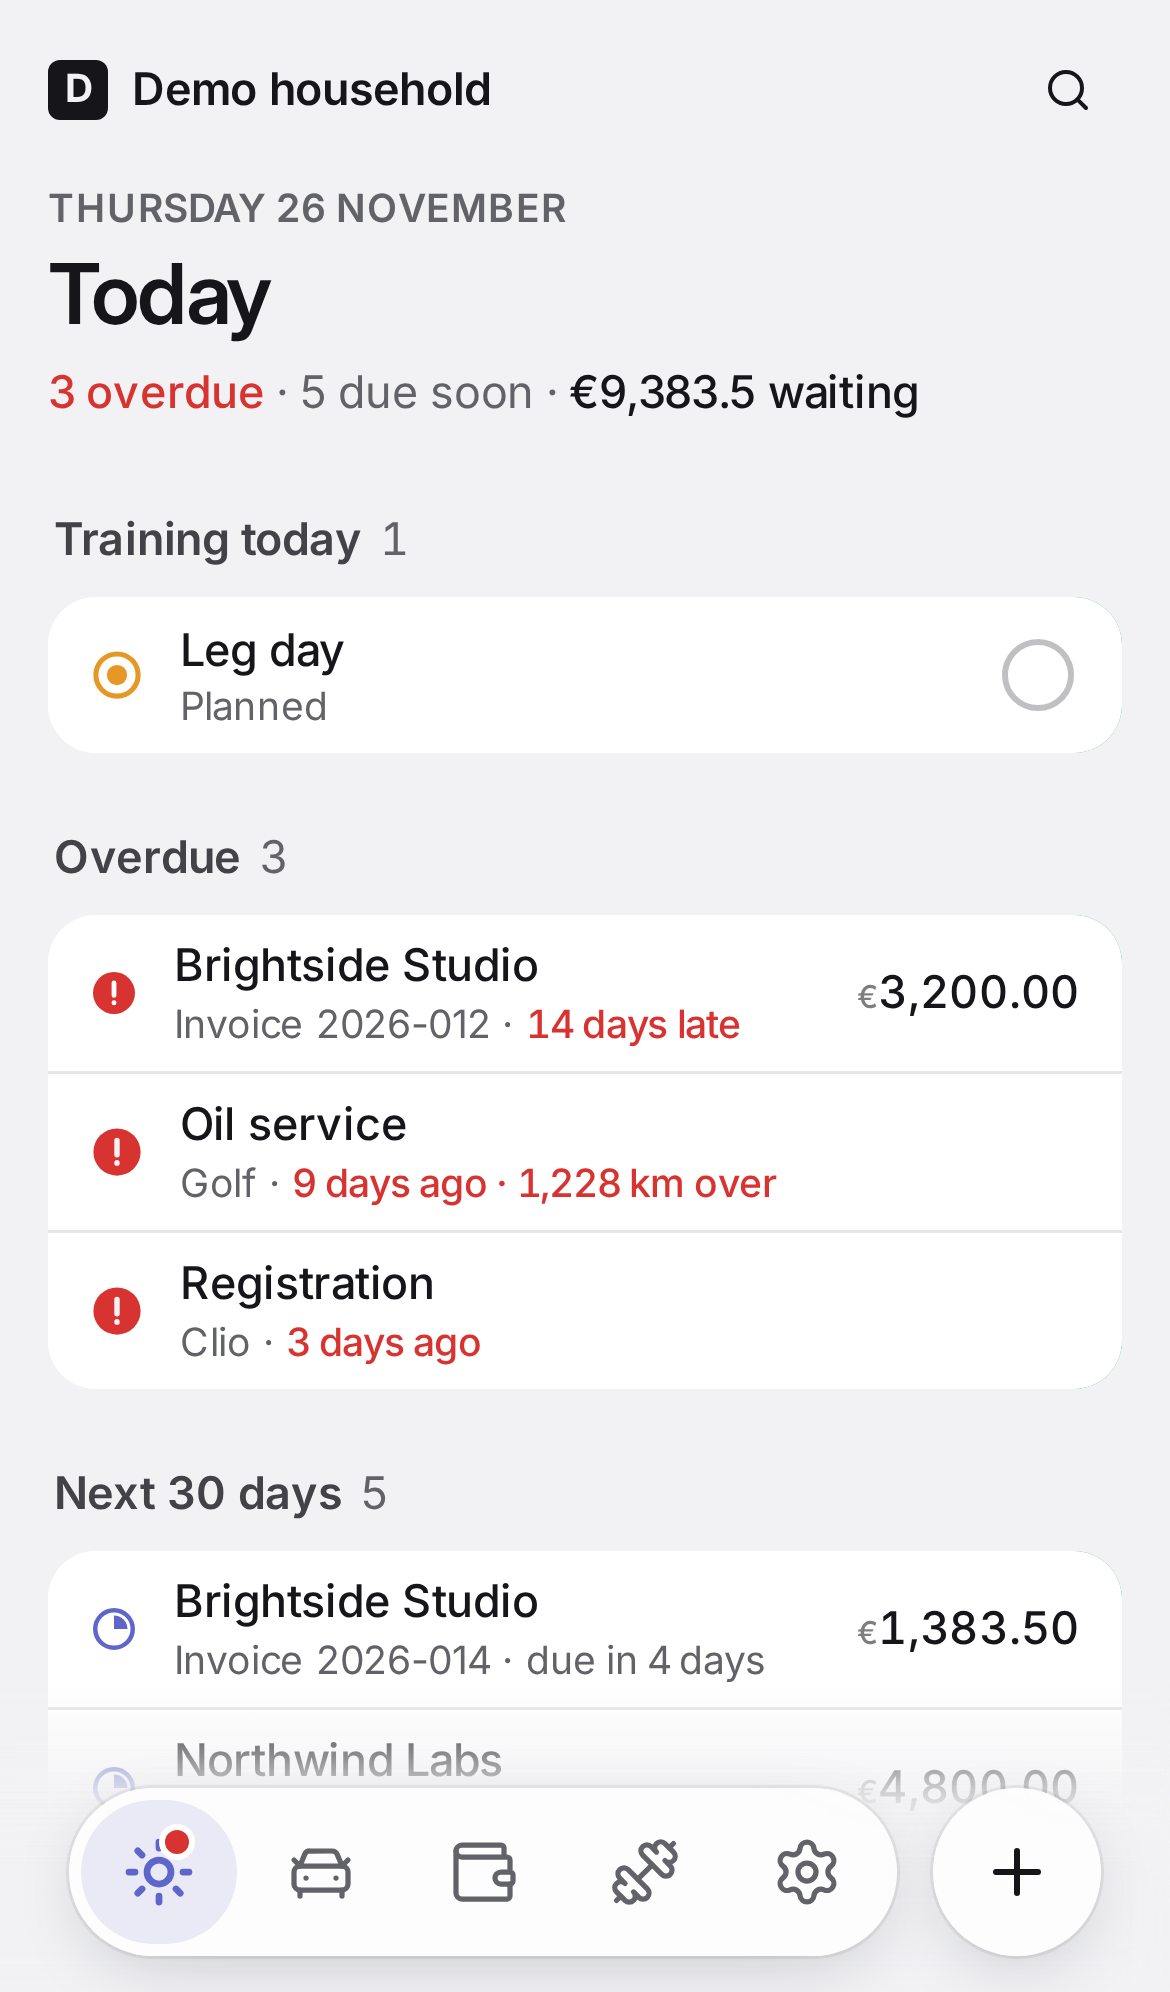 D Demo household
THURSDAY 26 NOVEMBER
Today
3 overdue · 5 due soon · €9,383.5 waiting
Training today 1
Leg day
Planned
Overdue 3
Brightside Studio
€3,200.00
Invoice 2026-012 · 14 days late
Oil service
Golf · 9 days ago · 1,228 km over
Registration
Clio · 3 days ago
Next 30 days 5
Brightside Studio
€1,383.50
Invoice 2026-014 · due in 4 days
Northwind Labs
€4,800.00